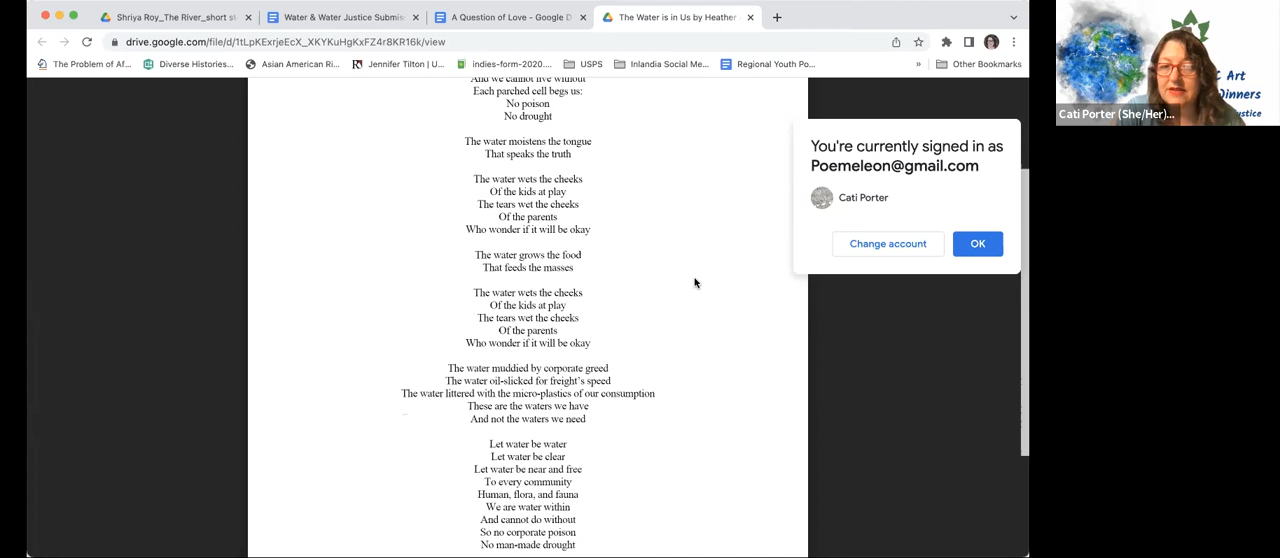 Shriya Roy_The River_short st
Water & Water Justice Submis
A Question of Love - Google D
The Water is in Us by Heather
drive.google.com/file/d/1tLpKExrjeEcX_XKYKuHgKxFZ4r8KR16k/view
The Problem of Af...
Diverse Histories...
Asian American Ri...
Jennifer Tilton | U...
indies-form-2020....
USPS
Inlandia Social Me...
Regional Youth Po...
»
Other Bookmarks
And we cannot live without
Each parched cell begs us:
No poison
No drought
The water moistens the tongue
That speaks the truth
The water wets the cheeks
Of the kids at play
The tears wet the cheeks
Of the parents
Who wonder if it will be okay
The water grows the food
That feeds the masses
The water wets the cheeks
Of the kids at play
The tears wet the cheeks
Of the parents
Who wonder if it will be okay
The water muddied by corporate greed
The water oil-slicked for freight's speed
The water littered with the micro-plastics of our consumption
These are the waters we have
And not the waters we need
Let water be water
Let water be clear
Let water be near and free
To every community
Human, flora, and fauna
We are water within
And cannot do without
So no corporate poison
No man-made drought
You're currently signed in as
Poemeleon@gmail.com
Cati Porter
Change account
OK
C Art
Dinners
ustice
Cati Porter (She/Her)...